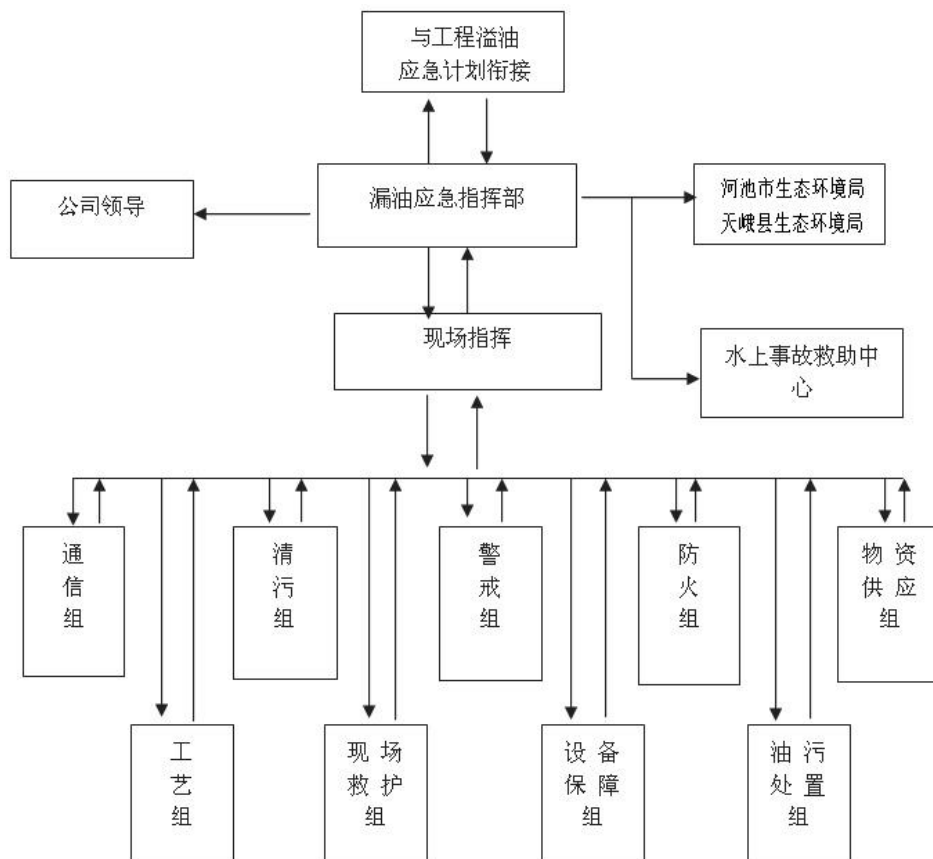 与工程溢油
应急计划衔接
公司领导
漏油应急指挥部
河池市生态环境局
天峨县生态环境局
现场指挥
水上事故救助中
心
通
信
组
清
污
组
警
戒
组
防
火
组
物资
供应
组
工
艺
组
现场
救护
组
设备
保障
组
油污
处置
组